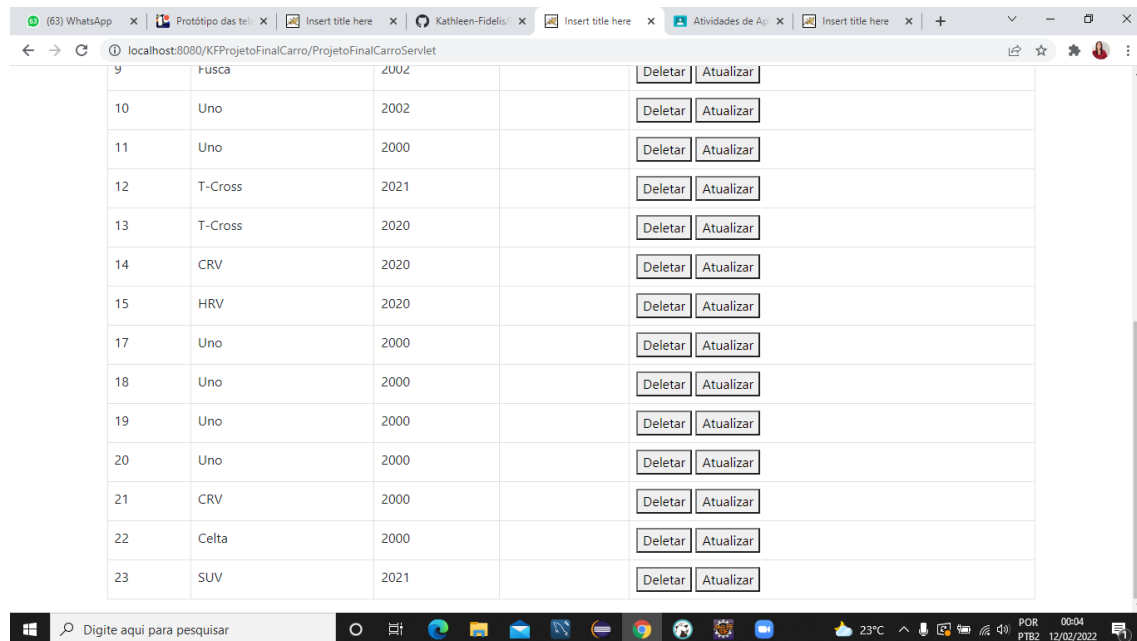 (63) WhatsApp
Protótipo das tel
Insert title here
Kathleen-Fidelis/
Insert title here
Atividades de Ap
Insert title here
localhost:8080/KFProjetoFinalCarro/ProjetoFinalCarroServlet
9 Fusca 2002 Deletar Atualizar
10 Uno 2002 Deletar Atualizar
11 Uno 2000 Deletar Atualizar
12 T-Cross 2021 Deletar Atualizar
13 T-Cross 2020 Deletar Atualizar
14 CRV 2020 Deletar Atualizar
15 HRV 2020 Deletar Atualizar
17 Uno 2000 Deletar Atualizar
18 Uno 2000 Deletar Atualizar
19 Uno 2000 Deletar Atualizar
20 Uno 2000 Deletar Atualizar
21 CRV 2000 Deletar Atualizar
22 Celta 2000 Deletar Atualizar
23 SUV 2021 Deletar Atualizar
Digite aqui para pesquisar
23°C
POR 00:04
PTB2 12/02/2022